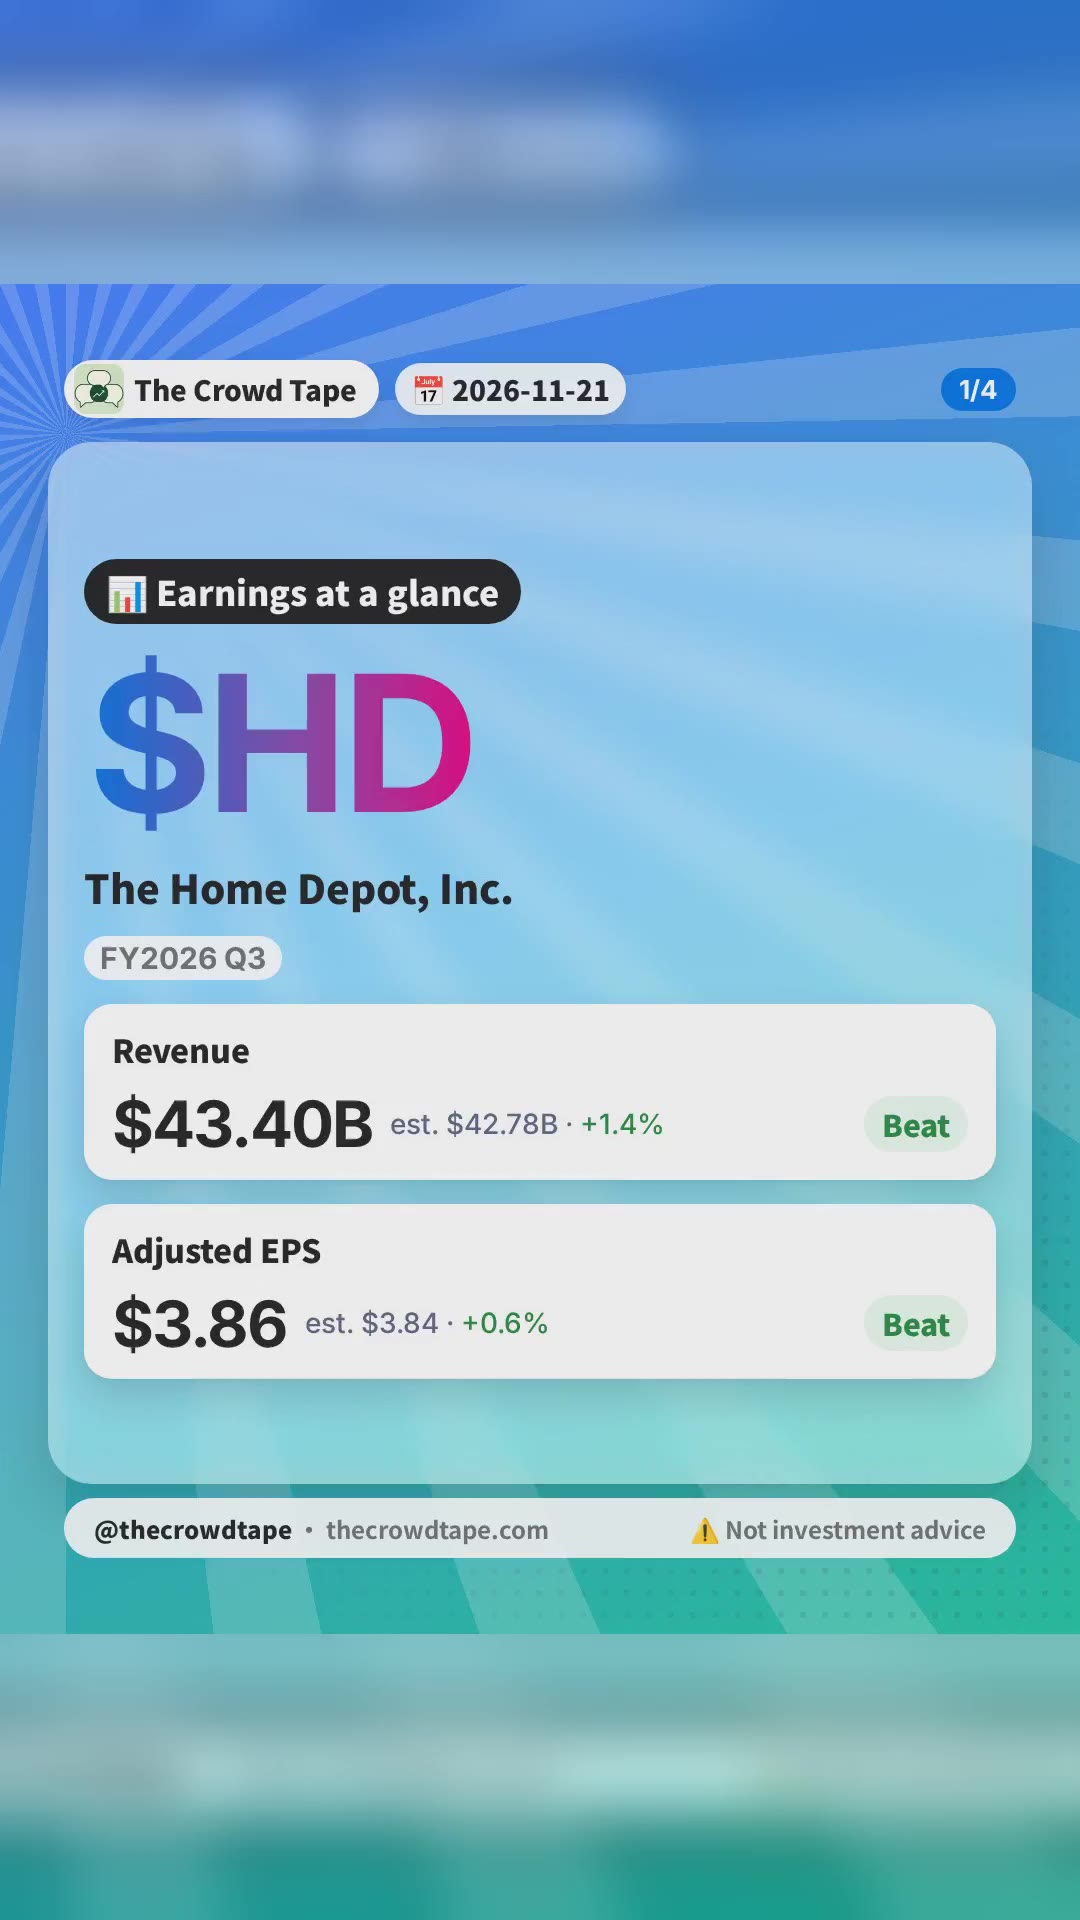 The Crowd Tape
2026-11-21
1/4
Earnings at a glance
$HD
The Home Depot, Inc.
FY2026 Q3
Revenue
$43.40B est. $42.78B · +1.4% Beat
Adjusted EPS
$3.86 est. $3.84 · +0.6% Beat
@thecrowdtape • thecrowdtape.com
Not investment advice